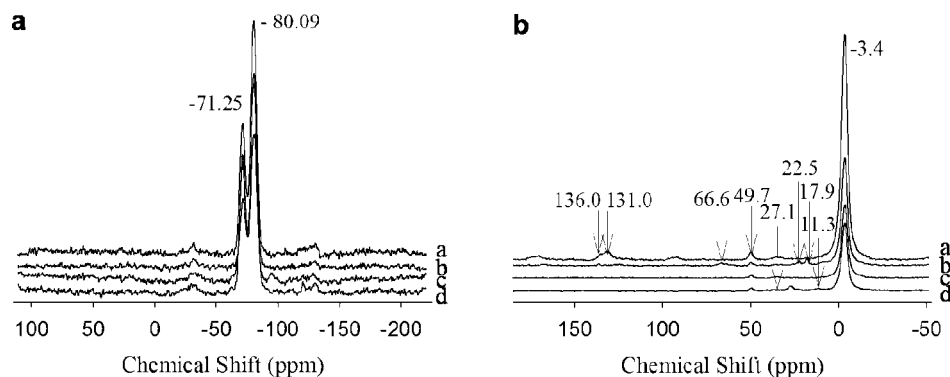 a
- 80.09
-71.25
a
b
c
d
100 50 0 -50 -100 -150 -200
Chemical Shift (ppm)
b
-3.4
22.5
136.0 131.0 66.6 49.7 17.9
27.1 11.3
a
b
c
d
150 100 50 0 -50
Chemical Shift (ppm)